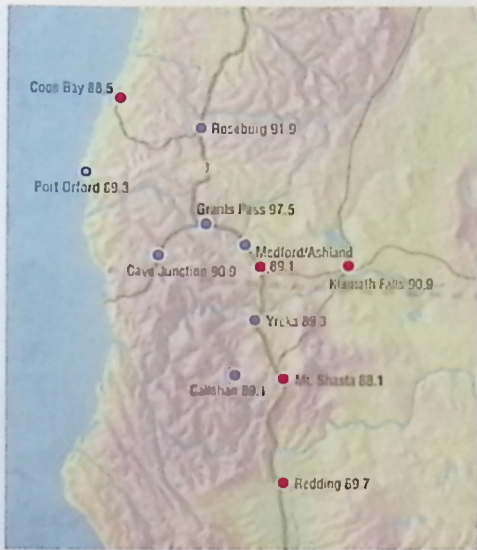 Coos Bay 88.5
Roseburg 91.9
Port Orford 89.3
Grants Pass 97.5
Medford/Ashland
89.1
Cave Junction 90.9
Klamath Falls 90.9
Yreka 89.3
Callahan 89.1
Mt. Shasta 88.1
Redding 89.7